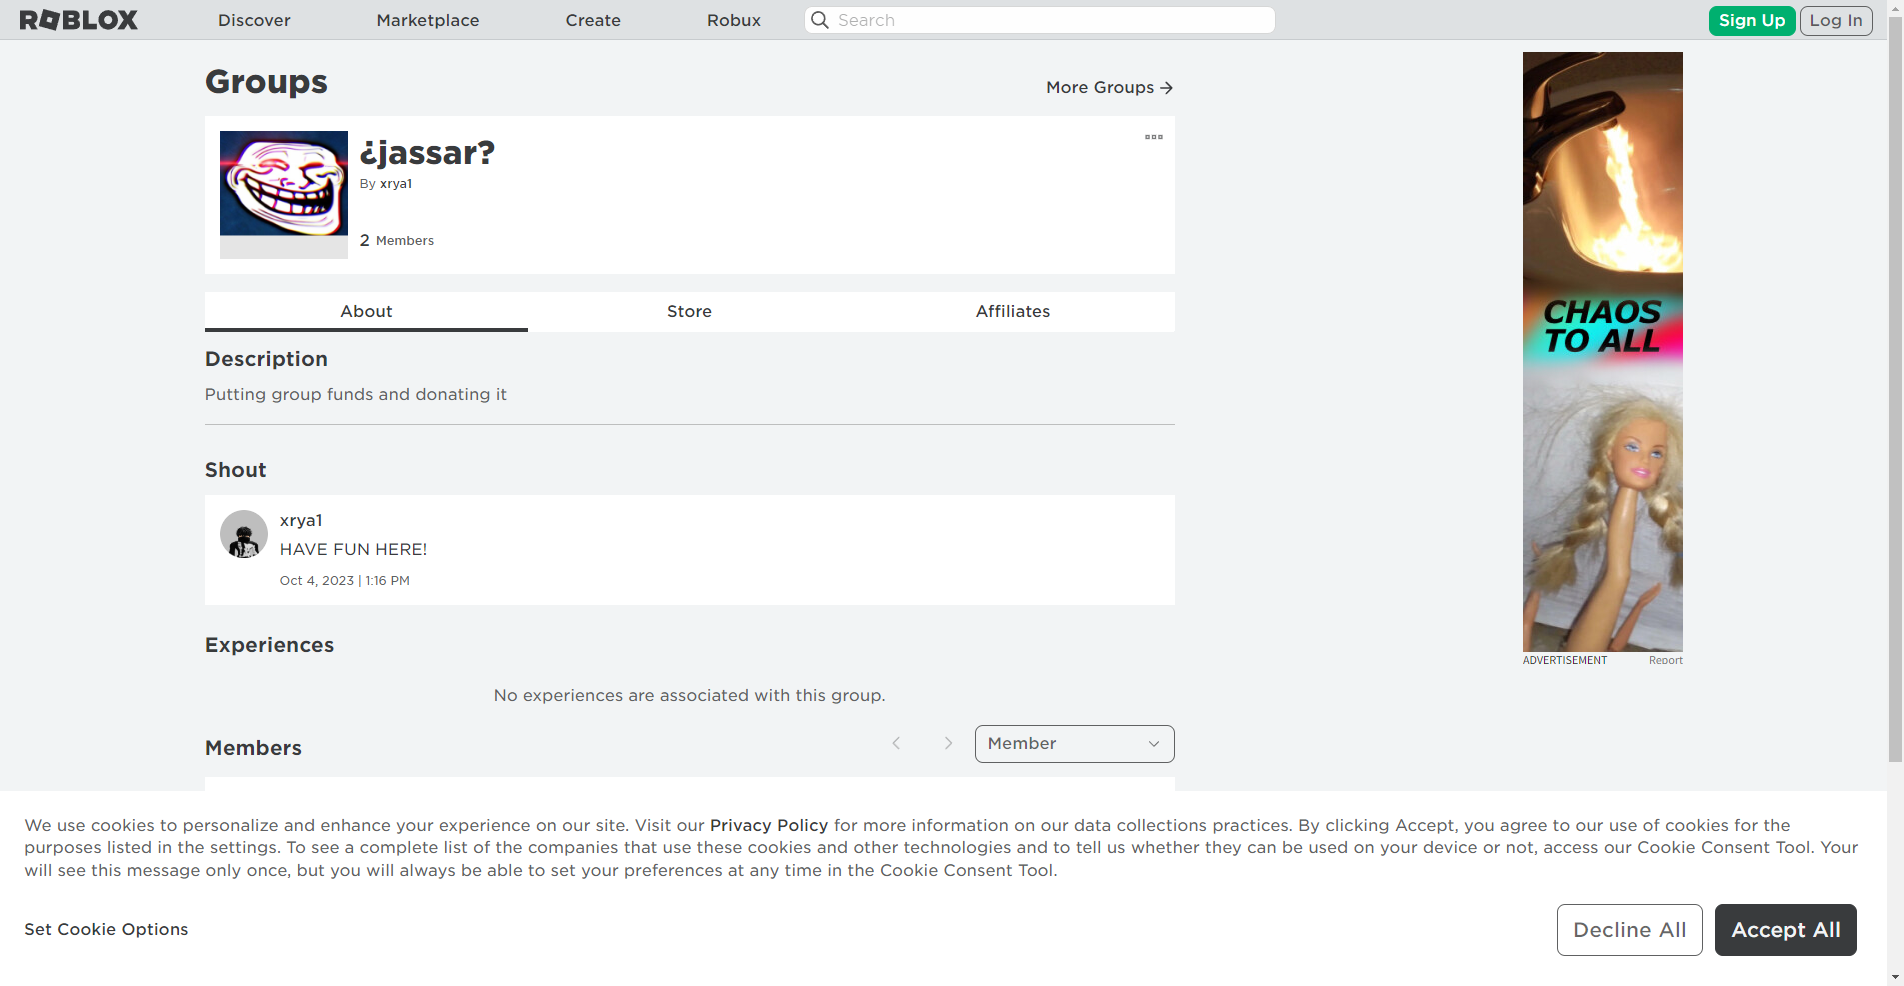 ROBLOX
Discover
Marketplace
Create
Robux
Search
Sign Up
Log In
Groups
More Groups
¿jassar?
By xrya1
2 Members
About
Store
Affiliates
Description
Putting group funds and donating it
Shout
xrya1
HAVE FUN HERE!
Oct 4, 2023 | 1:16 PM
Experiences
No experiences are associated with this group.
Members
Member
CHAOS
TO ALL
ADVERTISEMENT
Report
We use cookies to personalize and enhance your experience on our site. Visit our Privacy Policy for more information on our data collections practices. By clicking Accept, you agree to our use of cookies for the
purposes listed in the settings. To see a complete list of the companies that use these cookies and other technologies and to tell us whether they can be used on your device or not, access our Cookie Consent Tool. Your
will see this message only once, but you will always be able to set your preferences at any time in the Cookie Consent Tool.
Set Cookie Options
Decline All
Accept All